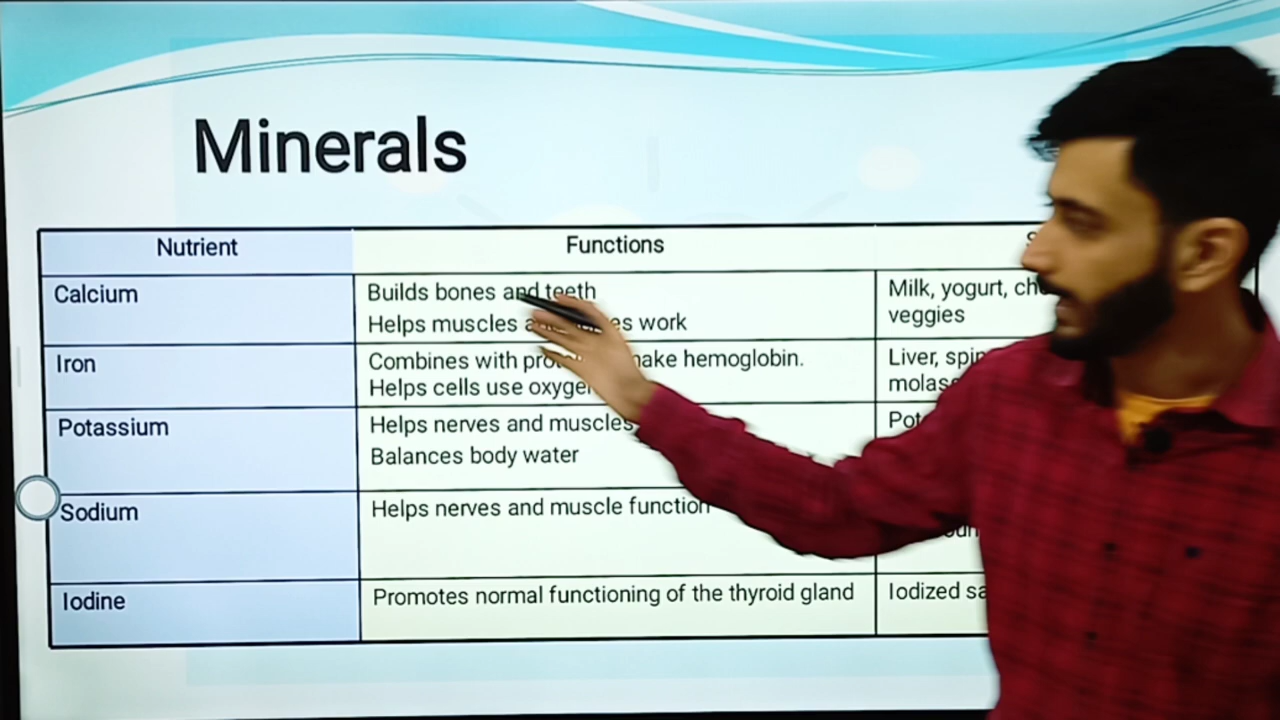 Minerals
Nutrient
Functions
Calcium
Builds bones and teeth
Helps muscles work
Milk, yogurt,
veggies
Iron
Combines with make hemoglobin.
Helps cells use
Liver,
Potassium
Helps nerves and muscles
Balances body water
Sodium
Helps nerves and muscle function
Iodine
Promotes normal functioning of the thyroid gland
Iodized